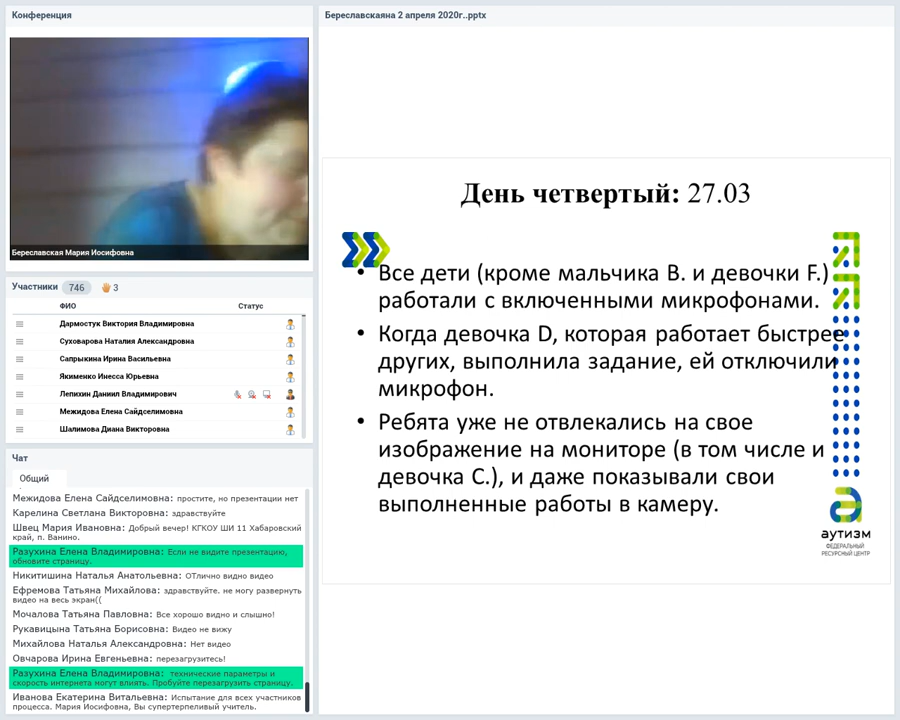 Конференция
Береславская Мария Иосифовна
Участники 746 3
ФИО Статус
Дармостук Виктория Владимировна
Суховарова Наталия Александровна
Сапрыкина Ирина Васильевна
Якименко Инесса Юрьевна
Лепихин Даниил Владимирович
Межидова Елена Сайдселимовна
Шалимова Диана Викторовна
Чат
Общий
Межидова Елена Сайдселимовна: простите, но презентации нет
Карелина Светлана Викторовна: здравствуйте
Швец Мария Ивановна: Добрый вечер! КГКОУ ШИ 11 Хабаровский
край, п. Ванино.
Разухина Елена Владимировна: Если не видите презентацию,
обновите страницу.
Никитишина Наталья Анатольевна: ОТлично видно видео
Ефремова Татьяна Михайлова: здравствуйте. не могу развернуть
видео на весь экран((
Мочалова Татьяна Павловна: Все хорошо видно и слышно!
Рукавицына Татьяна Борисовна: Видео не вижу
Михайлова Наталья Александровна: Нет видео
Овчарова Ирина Евгеньевна: перезагрузитесь!
Разухина Елена Владимировна: технические параметры и
скорость интернета могут влиять. Пробуйте перезагрузить страницу.
Иванова Екатерина Витальевна: Испытание для всех участников
процесса. Мария Иосифовна, Вы супертерпеливый учитель.
Береславскаяна 2 апреля 2020г..pptx
День четвертый: 27.03
• Все дети (кроме мальчика B. и девочки F.)
работали с включенными микрофонами.
• Когда девочка D, которая работает быстрее
других, выполнила задание, ей отключили
микрофон.
• Ребята уже не отвлекались на свое
изображение на мониторе (в том числе и
девочка С.), и даже показывали свои
выполненные работы в камеру.
аутизм
ФЕДЕРАЛЬНЫЙ
РЕСУРСНЫЙ ЦЕНТР